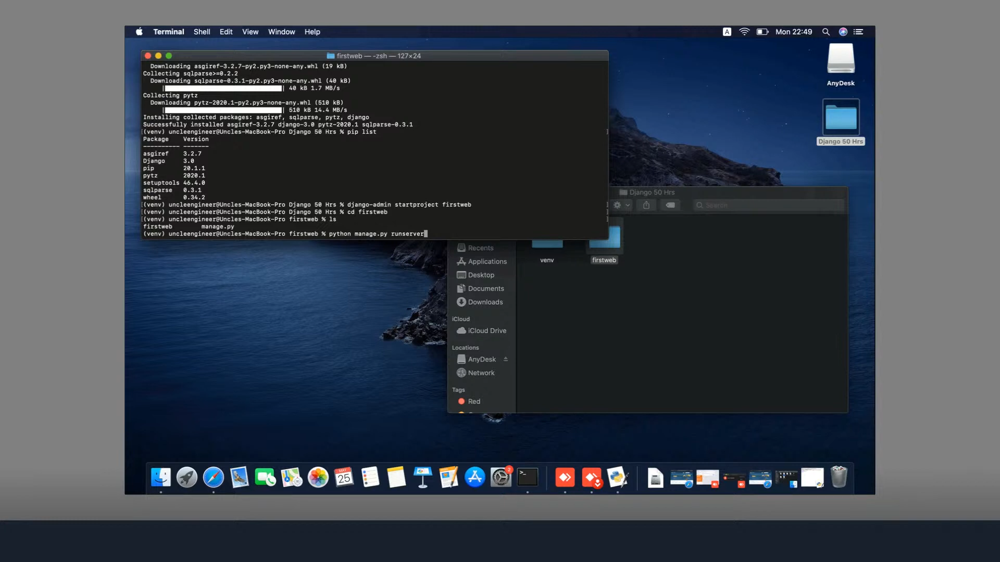 Terminal Shell Edit View Window Help
A Mon 22:49
firstweb — -zsh — 127×24
Downloading asgiref-3.2.7-py2.py3-none-any.whl (19 kB)
Collecting sqlparse>=0.2.2
Downloading sqlparse-0.3.1-py2.py3-none-any.whl (40 kB)
| | 40 kB 1.7 MB/s
Collecting pytz
Downloading pytz-2020.1-py2.py3-none-any.whl (510 kB)
| | 510 kB 14.4 MB/s
Installing collected packages: asgiref, sqlparse, pytz, django
Successfully installed asgiref-3.2.7 django-3.0 pytz-2020.1 sqlparse-0.3.1
[(venv) uncleengineer@Uncles-MacBook-Pro Django 50 Hrs % pip list ]
Package Version
---------- -------
asgiref 3.2.7
Django 3.0
pip 20.1.1
pytz 2020.1
setuptools 46.4.0
sqlparse 0.3.1
wheel 0.34.2
[(venv) uncleengineer@Uncles-MacBook-Pro Django 50 Hrs % django-admin startproject firstweb ]
[(venv) uncleengineer@Uncles-MacBook-Pro Django 50 Hrs % cd firstweb ]
[(venv) uncleengineer@Uncles-MacBook-Pro firstweb % ls ]
firstweb manage.py
(venv) uncleengineer@Uncles-MacBook-Pro firstweb % python manage.py runserver
AnyDesk
Django 50 Hrs
Django 50 Hrs
Search
Recents
Applications
Desktop
Documents
Downloads
iCloud
iCloud Drive
Locations
AnyDesk
Network
Tags
Red
venv
firstweb
MAY
25
2
>_